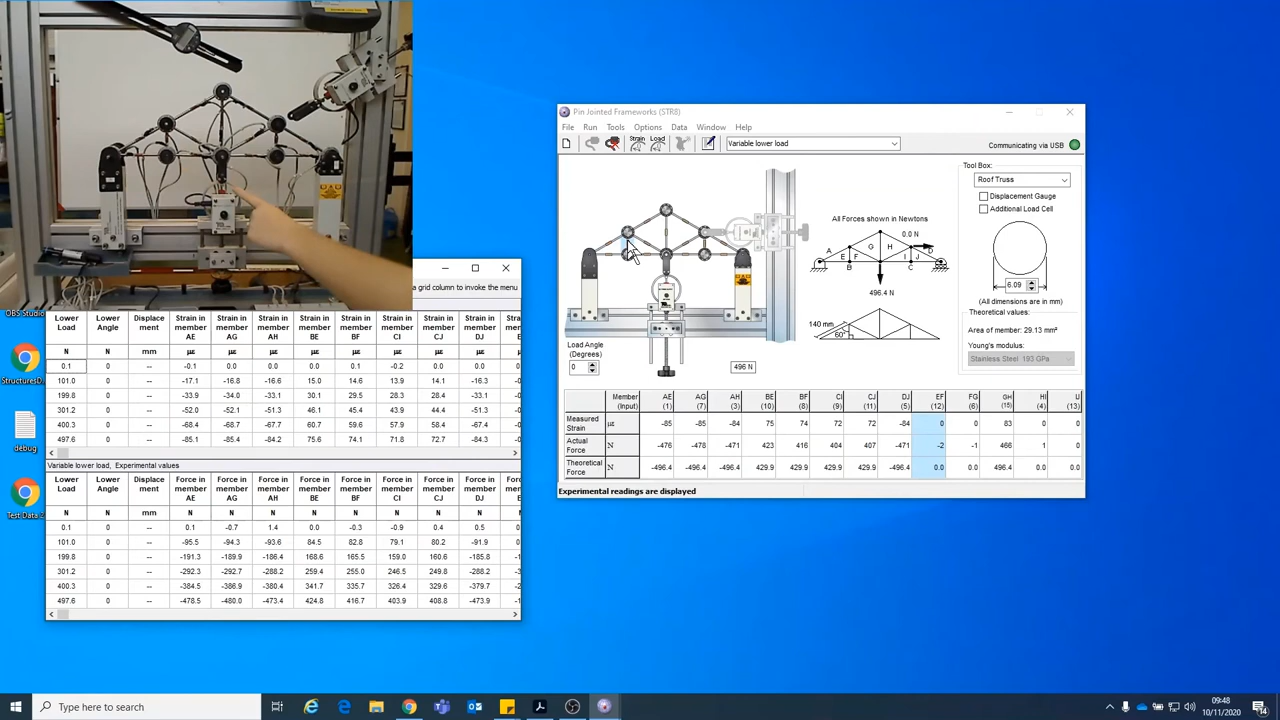 Pin Jointed Frameworks (STR8)
File Run Tools Options Data Window Help
Strain Load Variable lower load Communicating via USB
Tool Box:
Roof Truss
Displacement Gauge
Additional Load Cell
6.09
(All dimensions are in mm)
Theoretical values:
Area of member: 29.13 mm²
Young's modulus:
Stainless Steel 193 GPa
All Forces shown in Newtons
0.0 N
A G H D
E F I J
B C
496.4 N
140 mm
60°
Load Angle
(Degrees)
0
496 N
Member (Input) AE (1) AG (7) AH (3) BE (10) BF (8) CI (9) CJ (11) DJ (5) EF (12) FG (6) GH (15) HI (4) IJ (13)
Measured Strain µε -85 -85 -84 75 74 72 72 -84 0 0 83 0 0
Actual Force N -476 -478 -471 423 416 404 407 -471 -2 -1 466 1 0
Theoretical Force N -496.4 -496.4 -496.4 429.9 429.9 429.9 429.9 -496.4 0.0 0.0 496.4 0.0 0.0
Experimental readings are displayed
a grid column to invoke the menu
Lower Load Lower Angle Displace ment Strain in member AE Strain in member AG Strain in member AH Strain in member BE Strain in member BF Strain in member CI Strain in member CJ Strain in member DJ
N N mm µε µε µε µε µε µε µε µε
0.1 0 -- -0.1 0.0 0.0 0.0 0.1 -0.2 0.0 0.0
101.0 0 -- -17.1 -16.8 -16.6 15.0 14.6 13.9 14.1 -16.3
199.8 0 -- -33.9 -34.0 -33.1 30.1 29.5 28.3 28.4 -33.1
301.2 0 -- -52.0 -52.1 -51.3 46.1 45.4 43.9 44.4 -51.3
400.3 0 -- -68.4 -68.7 -67.7 60.7 59.6 57.9 58.4 -67.3
497.6 0 -- -85.1 -85.4 -84.2 75.6 74.1 71.8 72.7 -84.3
Variable lower load, Experimental values
Lower Load Lower Angle Displace ment Force in member AE Force in member AG Force in member AH Force in member BE Force in member BF Force in member CI Force in member CJ Force in member DJ
N N mm N N N N N N N N
0.1 0 -- 0.1 -0.7 1.4 0.0 -0.3 -0.9 0.4 0.5
101.0 0 -- -95.5 -94.3 -93.6 84.5 82.8 79.1 80.2 -91.9
199.8 0 -- -191.3 -189.9 -186.4 168.6 165.5 159.0 160.6 -185.8
301.2 0 -- -292.3 -292.7 -288.2 259.4 255.0 246.5 249.8 -288.2
400.3 0 -- -384.5 -386.9 -380.4 341.7 335.7 326.4 329.6 -379.7
497.6 0 -- -478.5 -480.0 -473.4 424.8 416.7 403.9 408.8 -473.9
OBS Studio
StructuresD
debug
Test Data
Type here to search
09:48
10/11/2020
14